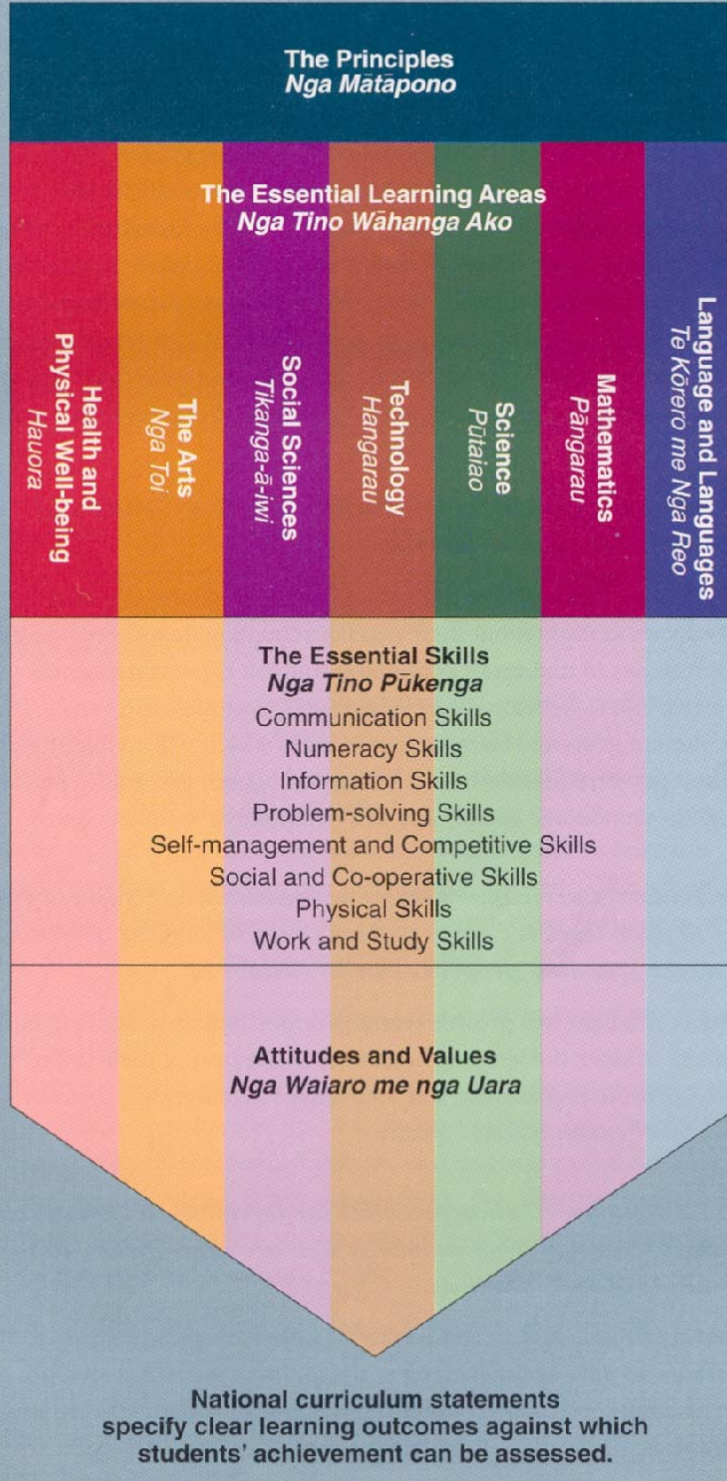 The Principles
Nga Mātāpono
The Essential Learning Areas
Nga Tino Wāhanga Ako
Health and
Physical Well-being
Hauora
The Arts
Nga Toi
Social Sciences
Tikanga-ā-iwi
Technology
Hangarau
Science
Pūtaiao
Mathematics
Pāngarau
Language and Languages
Te Kōrero me Nga Reo
The Essential Skills
Nga Tino Pūkenga
Communication Skills
Numeracy Skills
Information Skills
Problem-solving Skills
Self-management and Competitive Skills
Social and Co-operative Skills
Physical Skills
Work and Study Skills
Attitudes and Values
Nga Waiaro me nga Uara
National curriculum statements
specify clear learning outcomes against which
students' achievement can be assessed.